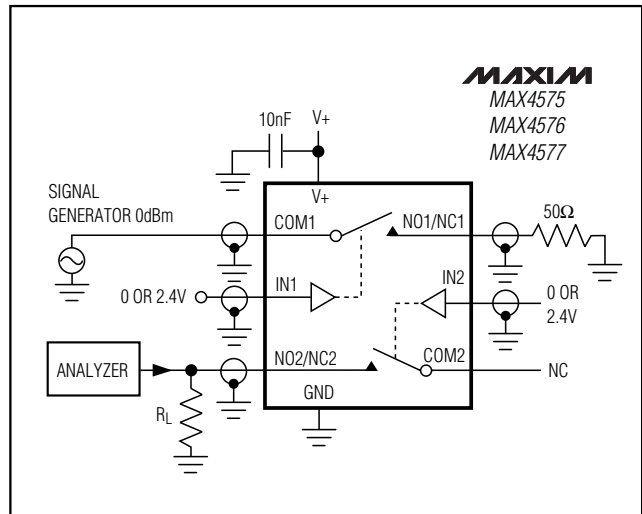 MAXIM
MAX4575
MAX4576
MAX4577
10nF
V+
V+
SIGNAL
GENERATOR 0dBm
COM1
NO1/NC1
50Ω
0 OR 2.4V
IN1
IN2
0 OR
2.4V
ANALYZER
NO2/NC2
COM2
NC
RL
GND